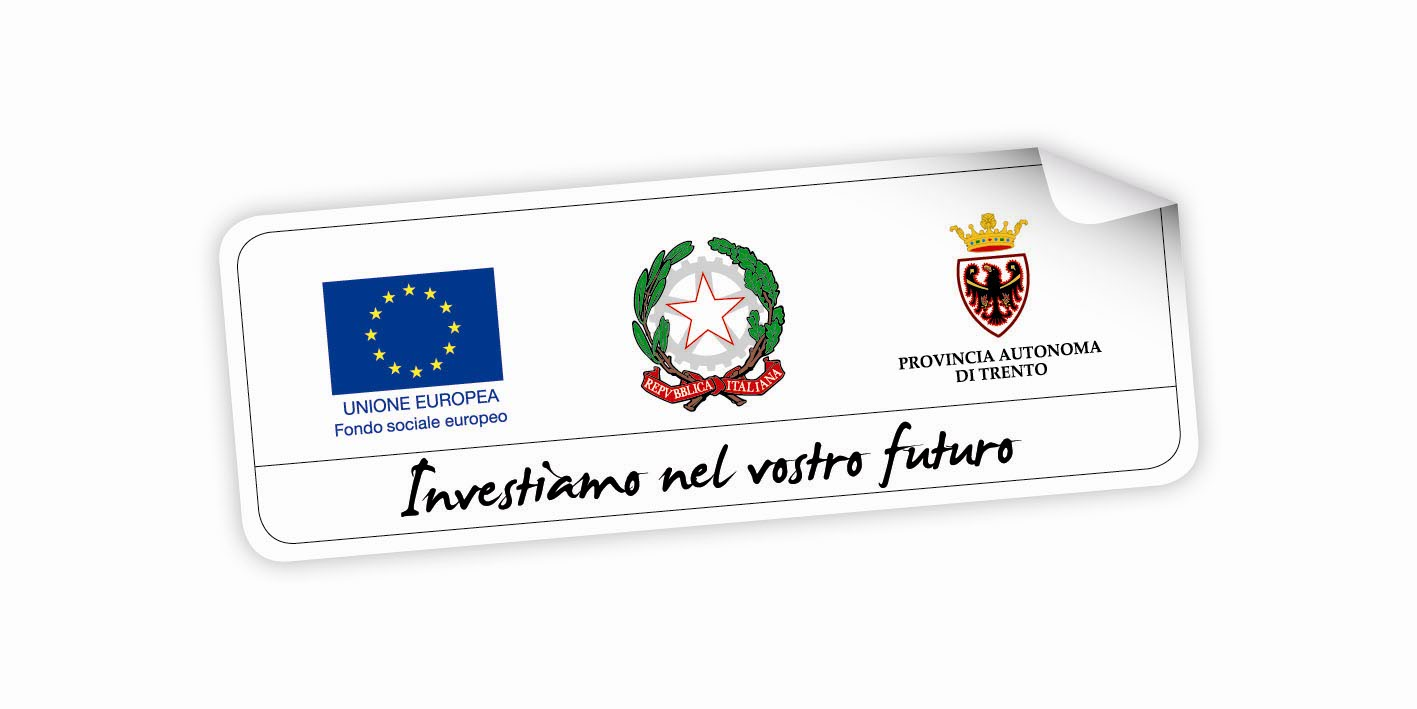 UNIONE EUROPEA
Fondo sociale europeo
REPVBBLICA ITALIANA
PROVINCIA AUTONOMA
DI TRENTO
Investiamo nel vostro futuro